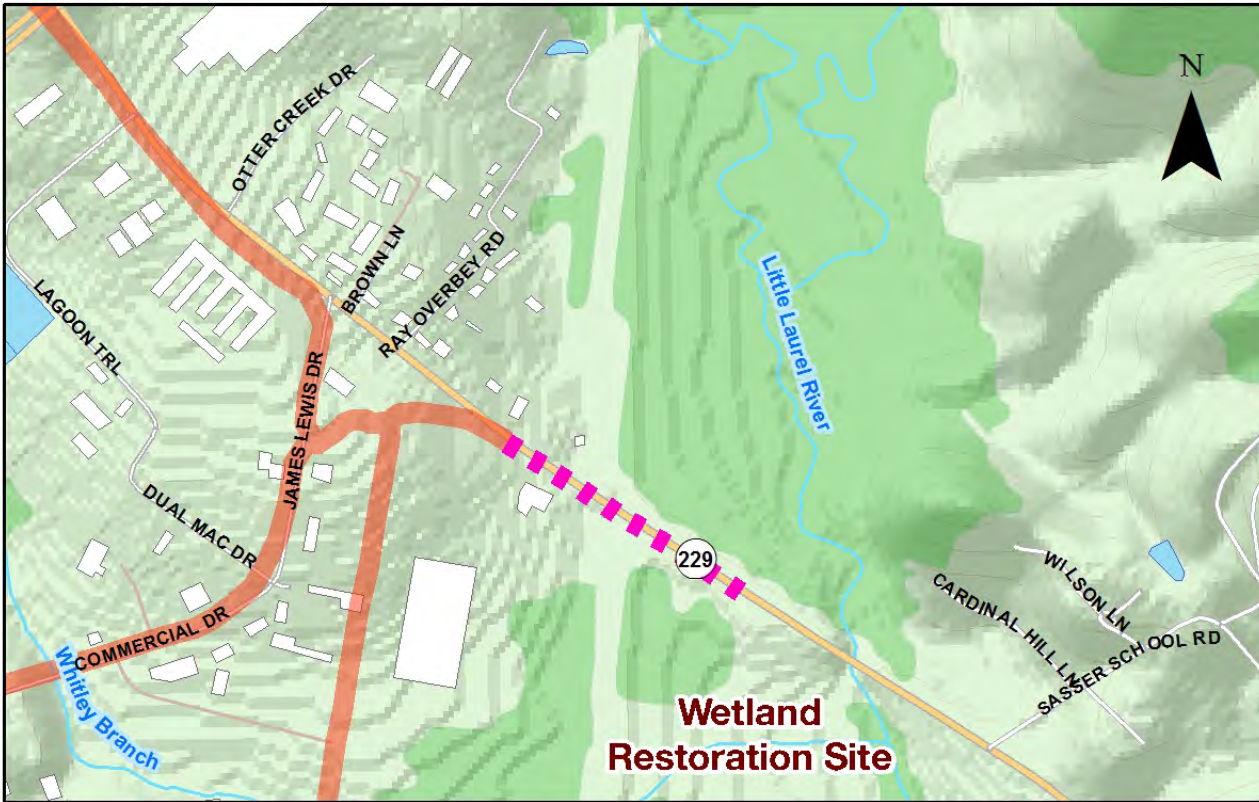 N
OTTER CREEK DR
BROWN LN
RAY OVERBEY RD
LAGOON TRL
JAMES LEWIS DR
Little Laurel River
DUAL MAC DR
229
WILSON LN
CARDINAL HILL LN
SASSER SCHOOL RD
COMMERCIAL DR
Whitley Branch
Wetland
Restoration Site